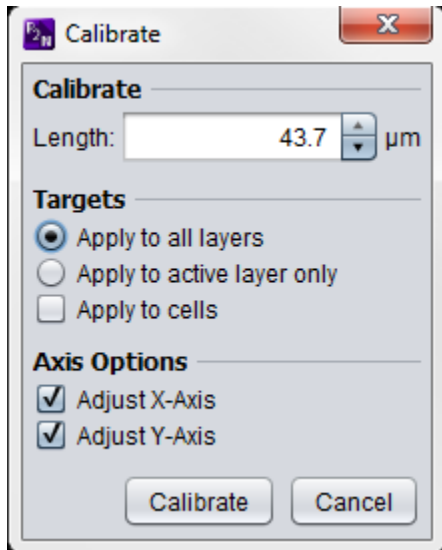 P2N Calibrate
Calibrate
Length: 43.7 µm
Targets
Apply to all layers
Apply to active layer only
Apply to cells
Axis Options
Adjust X-Axis
Adjust Y-Axis
Calibrate Cancel